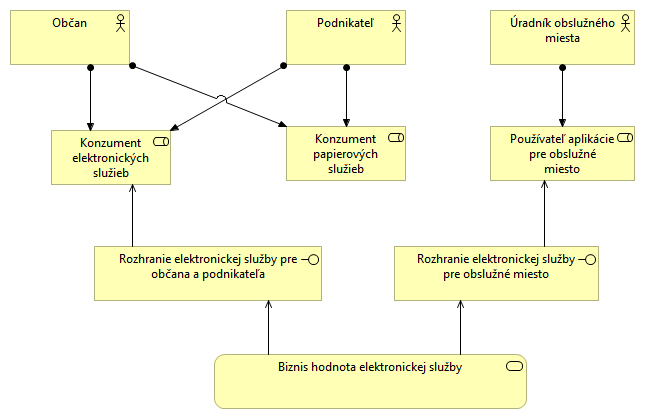 Občan
Podnikateľ
Úradník obslužného
miesta
Konzument
elektronických
služieb
Konzument
papierových
služieb
Používateľ aplikácie
pre obslužné
miesto
Rozhranie elektronickej služby pre
občana a podnikateľa
Rozhranie elektronickej služby
pre obslužné miesto
Biznis hodnota elektronickej služby